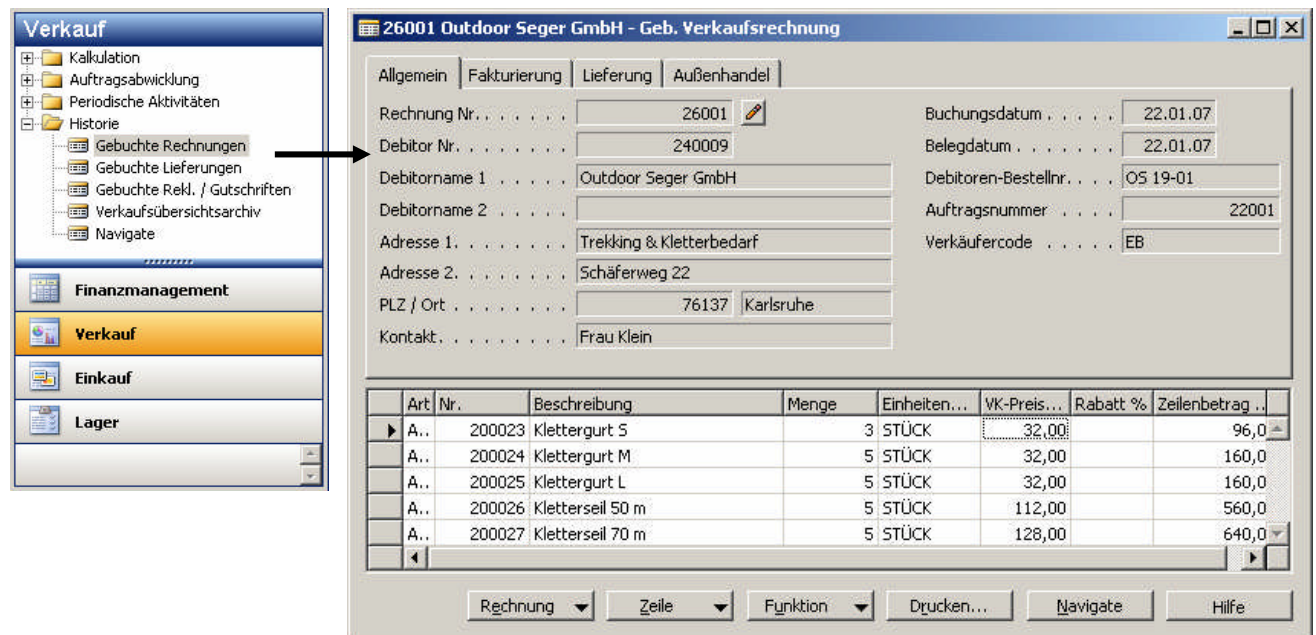 Verkauf
Kalkulation
Auftragsabwicklung
Periodische Aktivitäten
Historie
Gebuchte Rechnungen
Gebuchte Lieferungen
Gebuchte Rekl. / Gutschriften
Verkaufsübersichtsarchiv
Navigate
Finanzmanagement
Verkauf
Einkauf
Lager
26001 Outdoor Seger GmbH - Geb. Verkaufsrechnung
Allgemein Fakturierung Lieferung Außenhandel
Rechnung Nr. . . . . . . 26001 Buchungsdatum . . . . . 22.01.07
Debitor Nr. . . . . . . . 240009 Belegdatum . . . . . . . 22.01.07
Debitorname 1 . . . . . Outdoor Seger GmbH Debitoren-Bestellnr. . . . OS 19-01
Debitorname 2 . . . . . Auftragsnummer . . . . 22001
Adresse 1. . . . . . . . Trekking & Kletterbedarf Verkäufercode . . . . . EB
Adresse 2. . . . . . . . Schäferweg 22
PLZ / Ort . . . . . . . . 76137 Karlsruhe
Kontakt. . . . . . . . . Frau Klein
Art Nr. Beschreibung Menge Einheiten... VK-Preis... Rabatt % Zeilenbetrag ..
A.. 200023 Klettergurt S 3 STÜCK 32,00 96,0
A.. 200024 Klettergurt M 5 STÜCK 32,00 160,0
A.. 200025 Klettergurt L 5 STÜCK 32,00 160,0
A.. 200026 Kletterseil 50 m 5 STÜCK 112,00 560,0
A.. 200027 Kletterseil 70 m 5 STÜCK 128,00 640,0
Rechnung Zeile Funktion Drucken... Navigate Hilfe